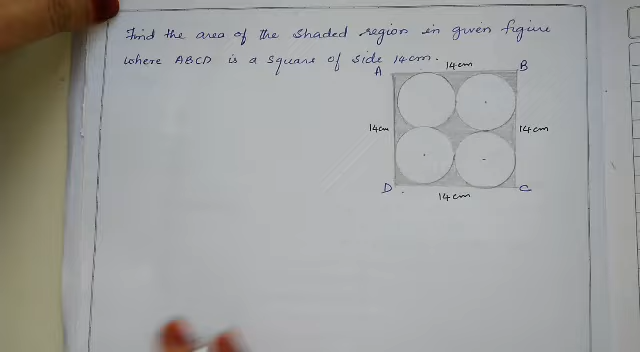 Find the area of the shaded region in given figure
where ABCD is a square of side 14cm.
A 14cm B
14cm 14cm
D 14cm C